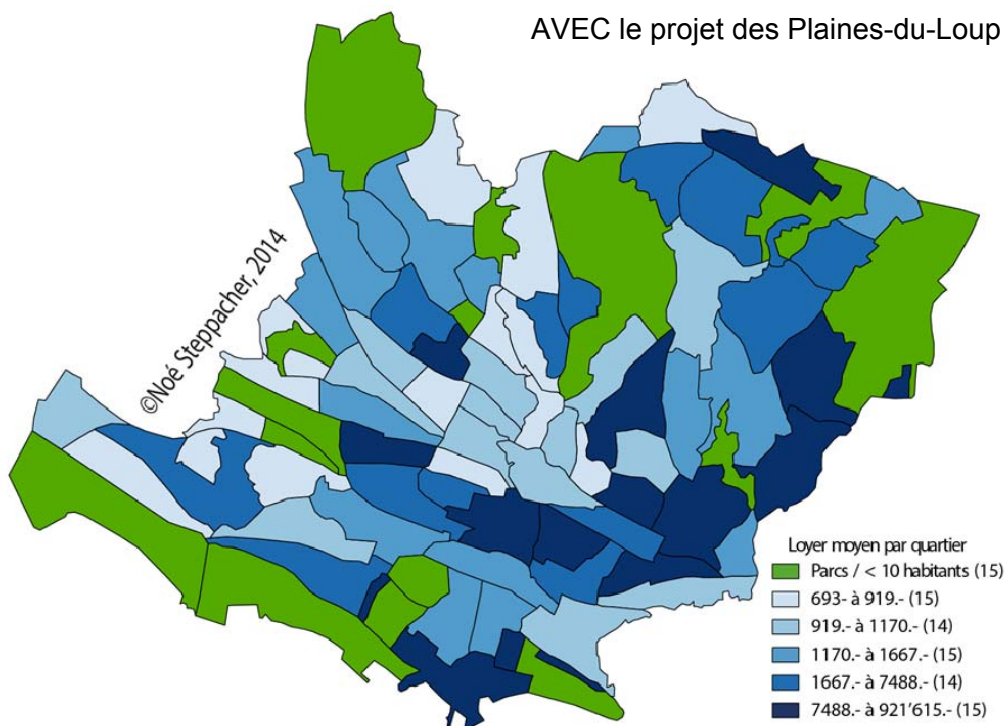 AVEC le projet des Plaines-du-Loup
©Noé Steppacher, 2014
Loyer moyen par quartier
Parcs / < 10 habitants (15)
693.- à 919.- (15)
919.- à 1170.- (14)
1170.- à 1667.- (15)
1667.- à 7488.- (14)
7488.- à 921'615.- (15)